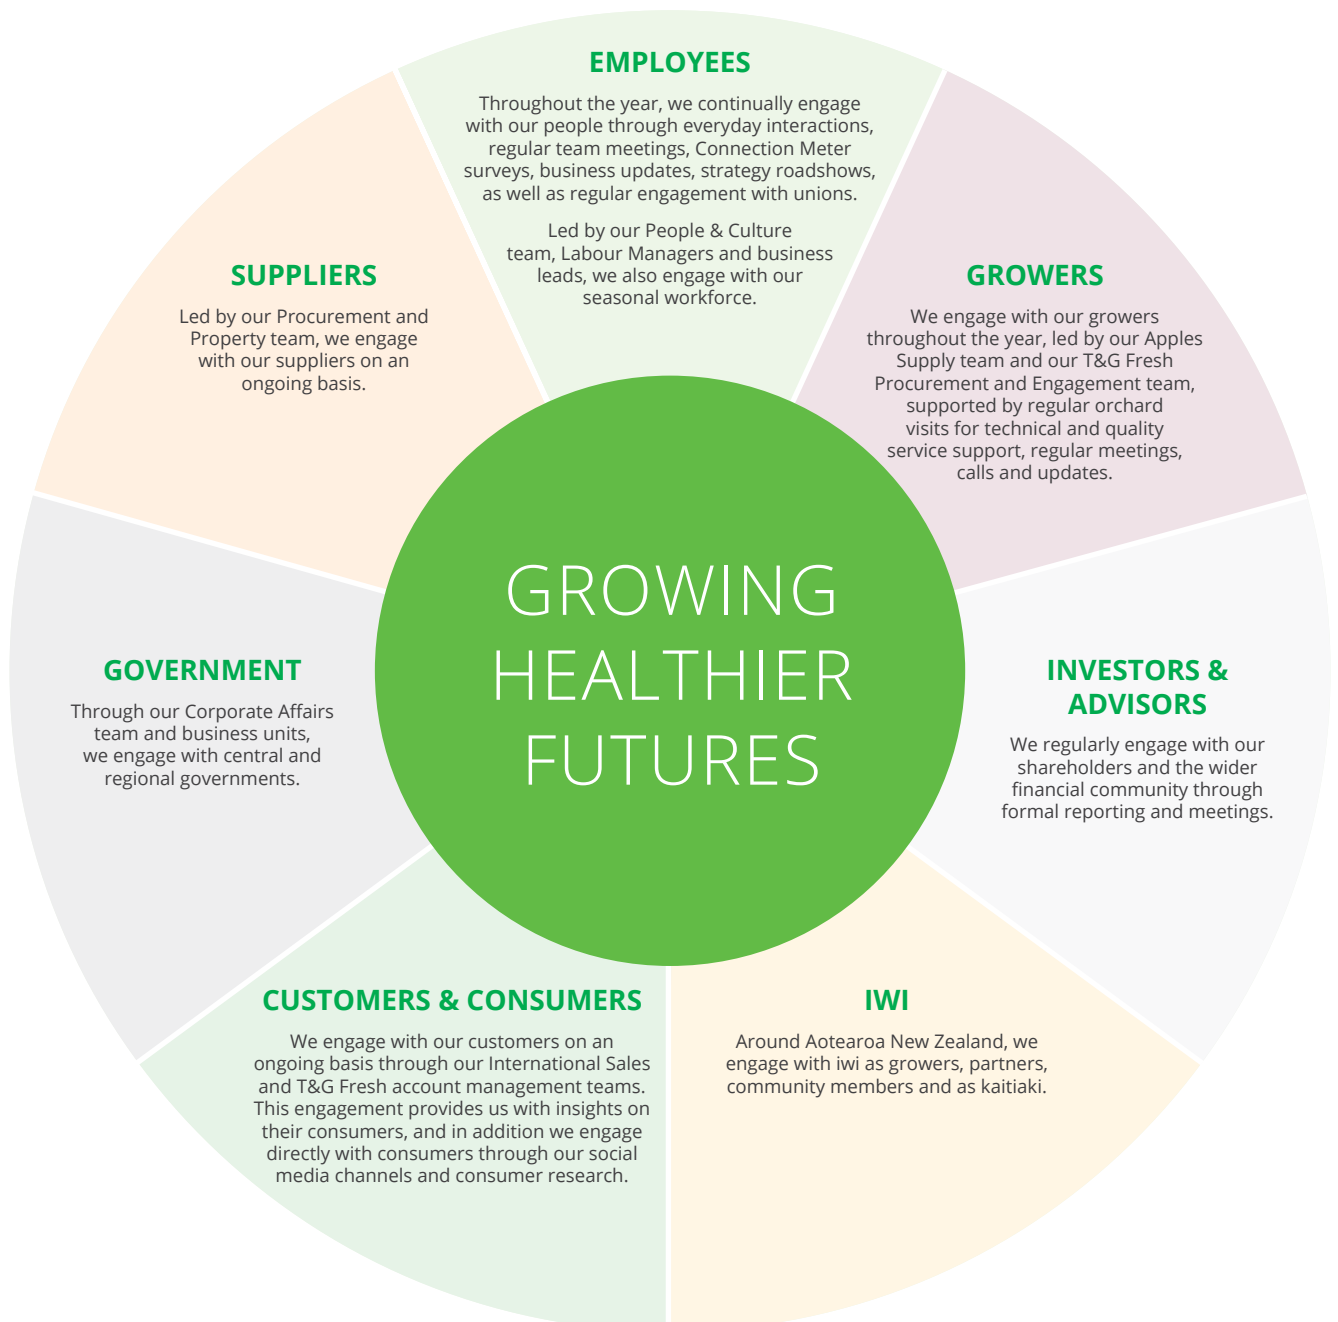 EMPLOYEES
Throughout the year, we continually engage
with our people through everyday interactions,
regular team meetings, Connection Meter
surveys, business updates, strategy roadshows,
as well as regular engagement with unions.
Led by our People & Culture
team, Labour Managers and business
leads, we also engage with our
seasonal workforce.
GROWERS
We engage with our growers
throughout the year, led by our Apples
Supply team and our T&G Fresh
Procurement and Engagement team,
supported by regular orchard
visits for technical and quality
service support, regular meetings,
calls and updates.
INVESTORS &
ADVISORS
We regularly engage with our
shareholders and the wider
financial community through
formal reporting and meetings.
IWI
Around Aotearoa New Zealand, we
engage with iwi as growers, partners,
community members and as kaitiaki.
CUSTOMERS & CONSUMERS
We engage with our customers on an
ongoing basis through our International Sales
and T&G Fresh account management teams.
This engagement provides us with insights on
their consumers, and in addition we engage
directly with consumers through our social
media channels and consumer research.
GOVERNMENT
Through our Corporate Affairs
team and business units,
we engage with central and
regional governments.
SUPPLIERS
Led by our Procurement and
Property team, we engage
with our suppliers on an
ongoing basis.
GROWING
HEALTHIER
FUTURES